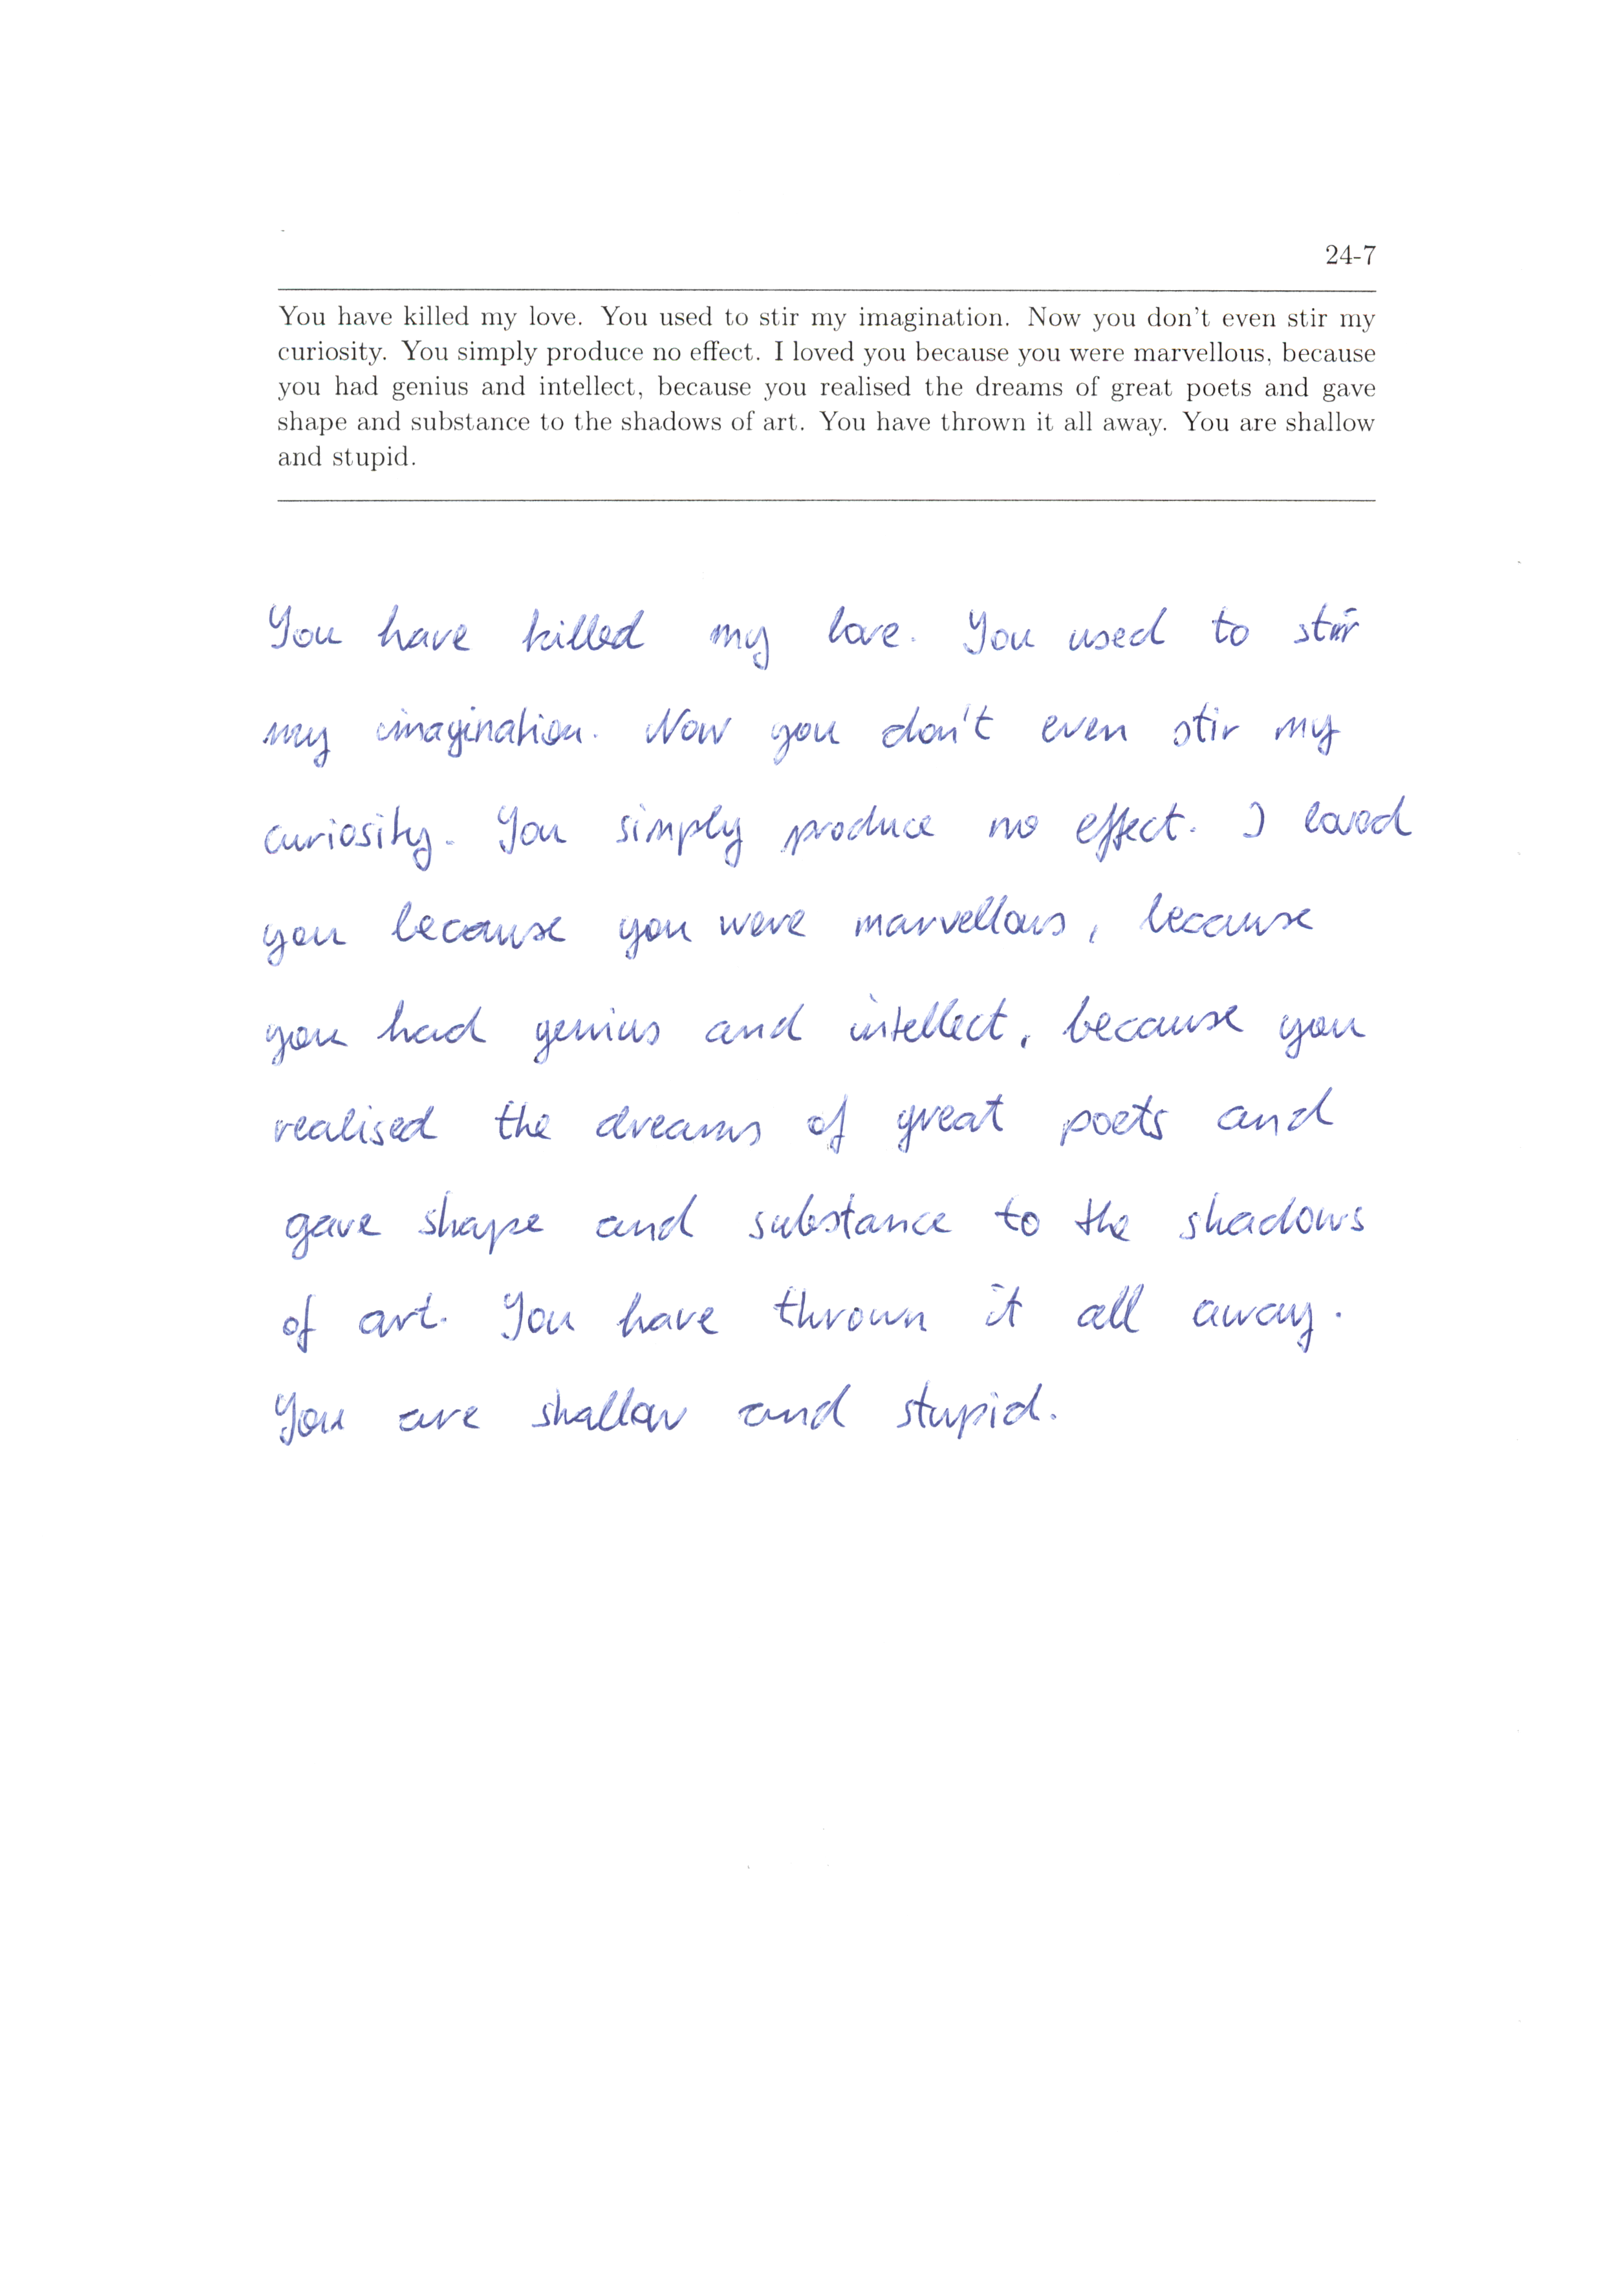 24-7
You have killed my love. You used to stir my imagination. Now you don't even stir my
curiosity. You simply produce no effect. I loved you because you were marvellous, because
you had genius and intellect, because you realised the dreams of great poets and gave
shape and substance to the shadows of art. You have thrown it all away. You are shallow
and stupid.
You have killed my love. You used to stir
my imagination. Now you don't even stir my
curiosity. You simply produce no effect. I loved
you because you were marvellous, because
you had genius and intellect, because you
realised the dreams of great poets and
gave shape and substance to the shadows
of art. You have thrown it all away.
You are shallow and stupid.